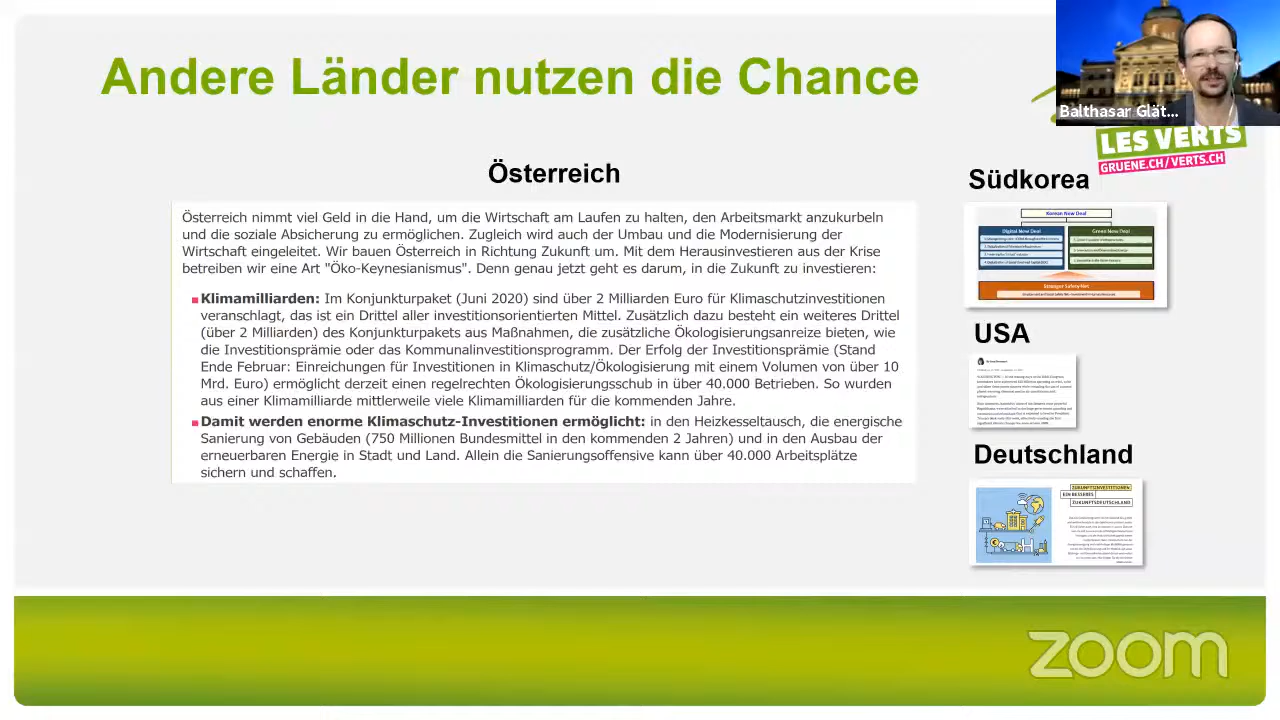 Andere Länder nutzen die Chance
Balthasar Glät...
LES VERTS
GRUENE.CH/VERTS.CH
Österreich
Österreich nimmt viel Geld in die Hand, um die Wirtschaft am Laufen zu halten, den Arbeitsmarkt anzukurbeln
und die soziale Absicherung zu ermöglichen. Zugleich wird auch der Umbau und die Modernisierung der
Wirtschaft eingeleitet, um Österreich in Richtung Zukunft zu führen. Mit dem Herausinvestieren aus der Krise
betreiben wir eine Art "Öko-Keynesianismus". Denn genau jetzt geht es darum, in die Zukunft zu investieren:
Klimamilliarden: Im Konjunkturpaket (Juni 2020) sind über 2 Milliarden Euro für Klimaschutzinvestitionen
veranschlagt, das ist ein Drittel aller investitionsorientierten Mittel. Zusätzlich dazu besteht ein weiteres Drittel
(über 2 Milliarden) des Konjunkturpakets aus Maßnahmen, die zusätzliche Ökologisierungsanreize bieten, wie
die Investitionsprämie oder das Kommunalinvestitionsprogramm. Der Erfolg der Investitionsprämie (Stand
Ende Februar: Einreichungen für Investitionen in Klimaschutz/Ökologisierung mit einem Volumen von über 10
Mrd. Euro) ermöglicht derzeit einen regelrechten Ökologisierungsschub in über 40.000 Betrieben. So wurden
aus einer Klimamilliarde mittlerweile viele Klimamilliarden für die kommenden Jahre.
Damit werden enorme Klimaschutz-Investitionen ermöglicht: in den Heizkesseltausch, die energische
Sanierung von Gebäuden (750 Millionen Bundesmittel in den kommenden 2 Jahren) und in den Ausbau der
erneuerbaren Energie in Stadt und Land. Allein die Sanierungsoffensive kann über 40.000 Arbeitsplätze
sichern und schaffen.
Südkorea
Korean New Deal
Digital New Deal
Green New Deal
Stronger Safety Net
USA
Deutschland
ZUKUNFTSINVESTITIONEN
EIN BESSERES
ZUKUNFTSDEUTSCHLAND
zoom